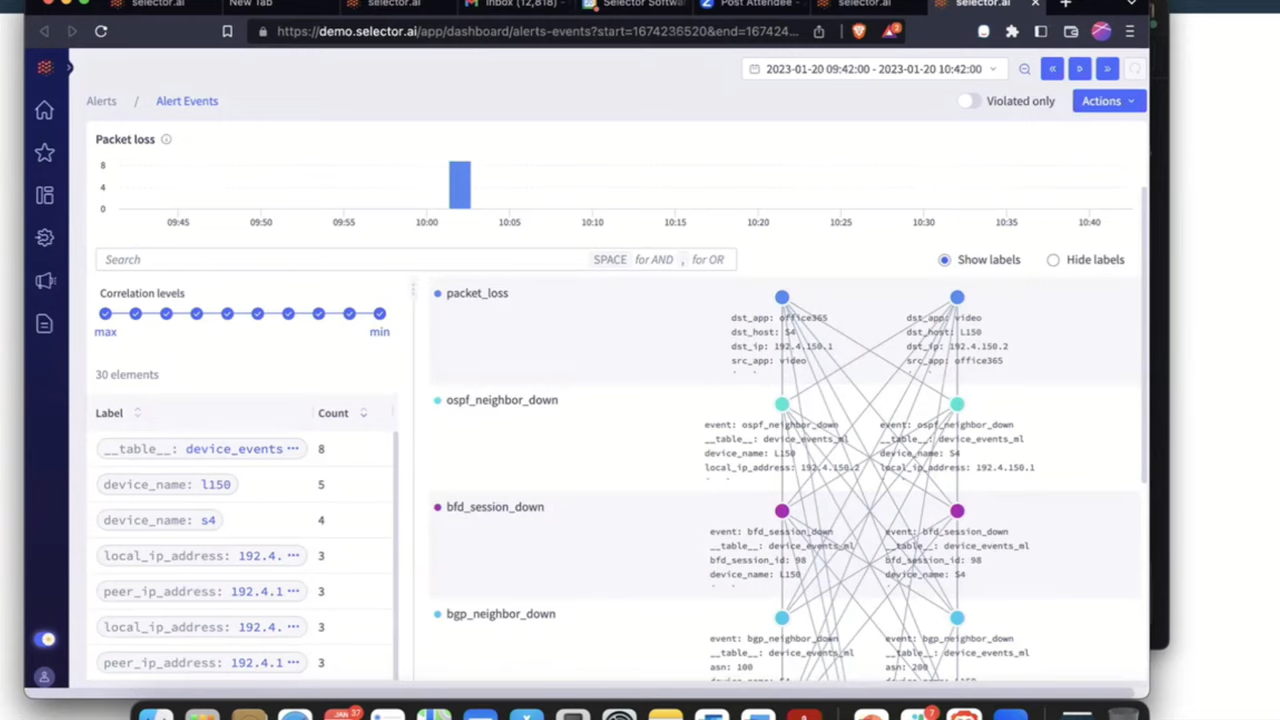 selector.ai
New Tab
selector.ai
Inbox (12,818) -
Selector Softwa
Post Attendee -
selector.ai
selector.ai
https://demo.selector.ai/app/dashboard/alerts-events?start=1674236520&end=167424...
2
2023-01-20 09:42:00 - 2023-01-20 10:42:00
Alerts / Alert Events
Violated only
Actions
Packet loss
8
4
0
09:45 09:50 09:55 10:00 10:05 10:10 10:15 10:20 10:25 10:30 10:35 10:40
Search SPACE for AND , for OR
Show labels Hide labels
Correlation levels
max min
30 elements
Label Count
__table__: device_events ··· 8
device_name: l150 5
device_name: s4 4
local_ip_address: 192.4. ··· 3
peer_ip_address: 192.4.1 ··· 3
local_ip_address: 192.4. ··· 3
peer_ip_address: 192.4.1 ··· 3
packet_loss
dst_app: office365
dst_host: S4
dst_ip: 192.4.150.1
src_app: video
dst_app: video
dst_host: L150
dst_ip: 192.4.150.2
src_app: office365
ospf_neighbor_down
event: ospf_neighbor_down
__table__: device_events_ml
device_name: L150
local_ip_address: 192.4.150.2
event: ospf_neighbor_down
__table__: device_events_ml
device_name: S4
local_ip_address: 192.4.150.1
bfd_session_down
event: bfd_session_down
__table__: device_events_ml
bfd_session_id: 98
device_name: L150
event: bfd_session_down
__table__: device_events_ml
bfd_session_id: 98
device_name: S4
bgp_neighbor_down
event: bgp_neighbor_down
__table__: device_events_ml
asn: 100
event: bgp_neighbor_down
__table__: device_events_ml
asn: 200
JAN 37
7